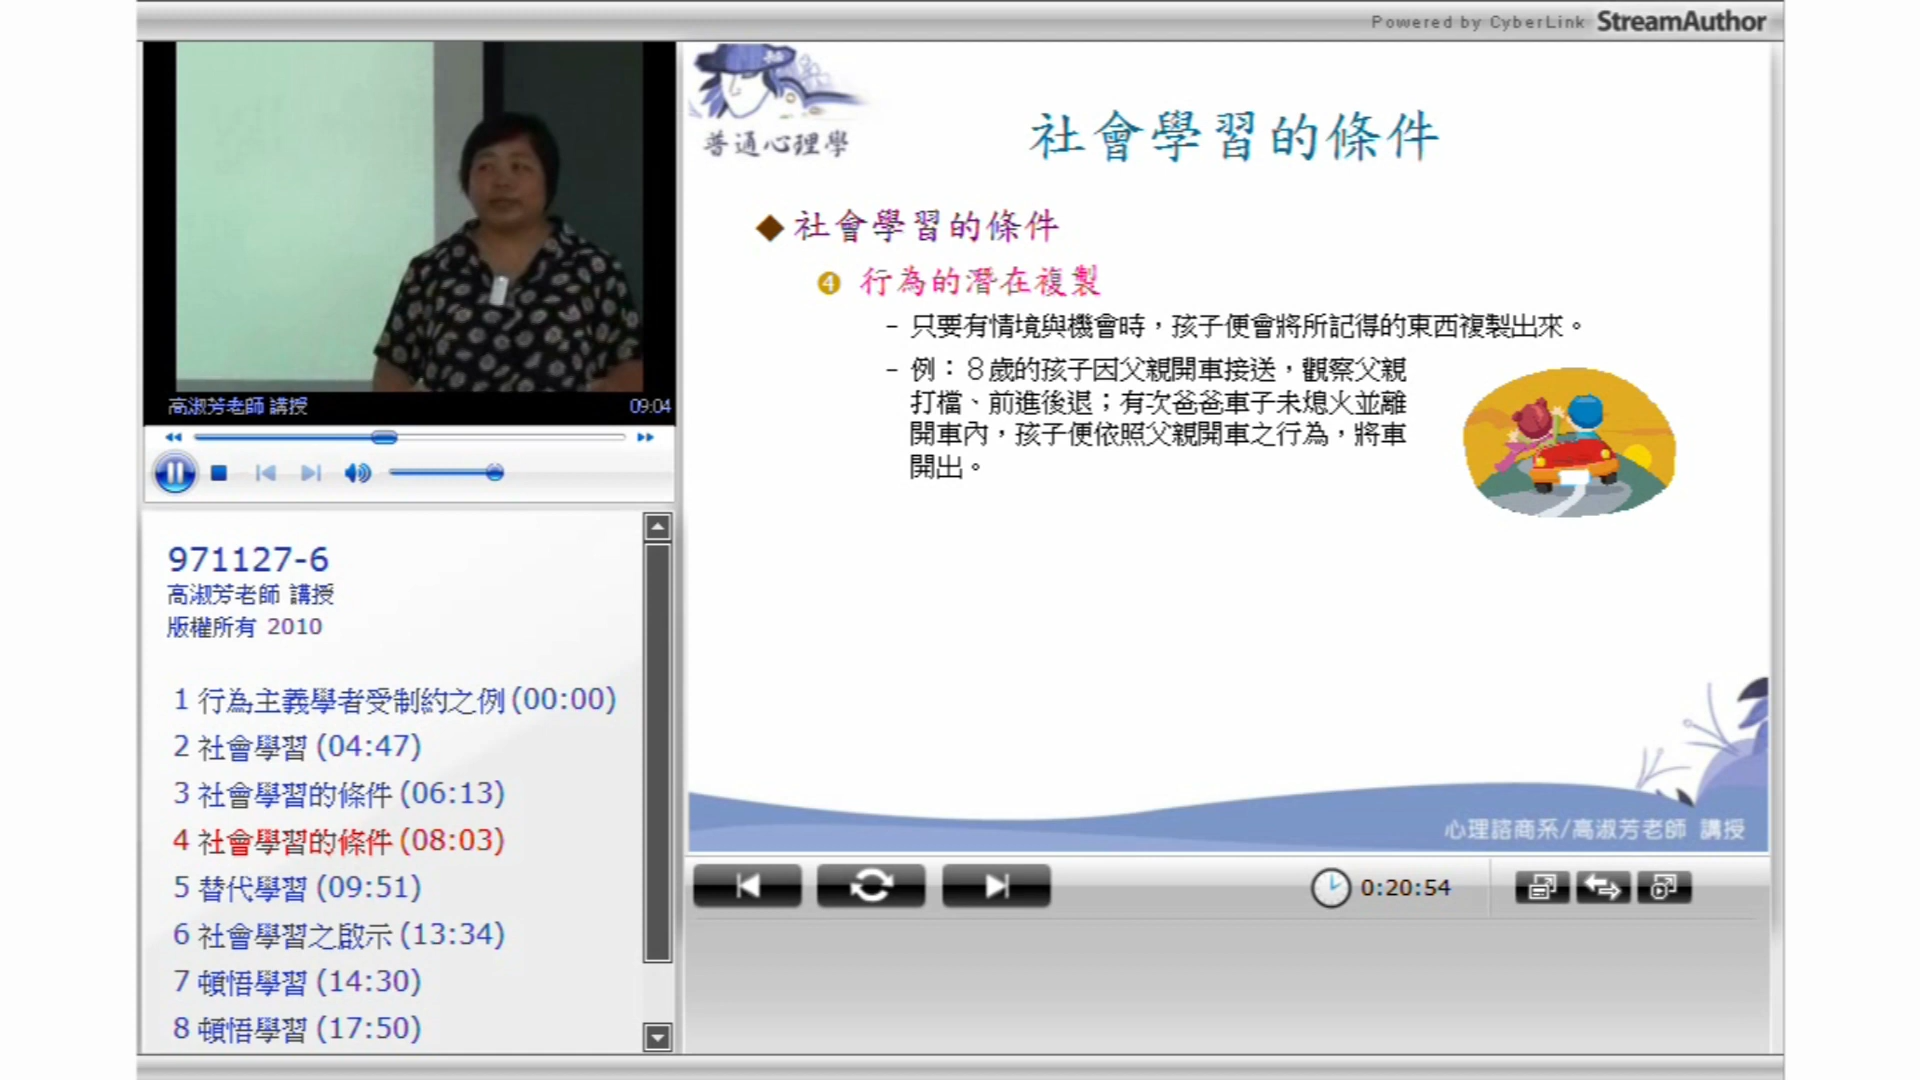 Powered by CyberLink StreamAuthor
高淑芳老師 講授
09:04
971127-6
高淑芳老師 講授
版權所有 2010
1 行為主義學者受制約之例 (00:00)
2 社會學習 (04:47)
3 社會學習的條件 (06:13)
4 社會學習的條件 (08:03)
5 替代學習 (09:51)
6 社會學習之啟示 (13:34)
7 頓悟學習 (14:30)
8 頓悟學習 (17:50)
普通心理學
社會學習的條件
◆社會學習的條件
4 行為的潛在複製
- 只要有情境與機會時，孩子便會將所記得的東西複製出來。
- 例：８歲的孩子因父親開車接送，觀察父親
打檔、前進後退；有次爸爸車子未熄火並離
開車內，孩子便依照父親開車之行為，將車
開出。
心理諮商系/高淑芳老師 講授
0:20:54